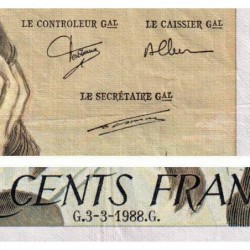 LE CONTROLEUR GAL LE CAISSIER GAL
LE SECRÉTAIRE GAL
CENTS FRAN
G.3-3-1988.G.